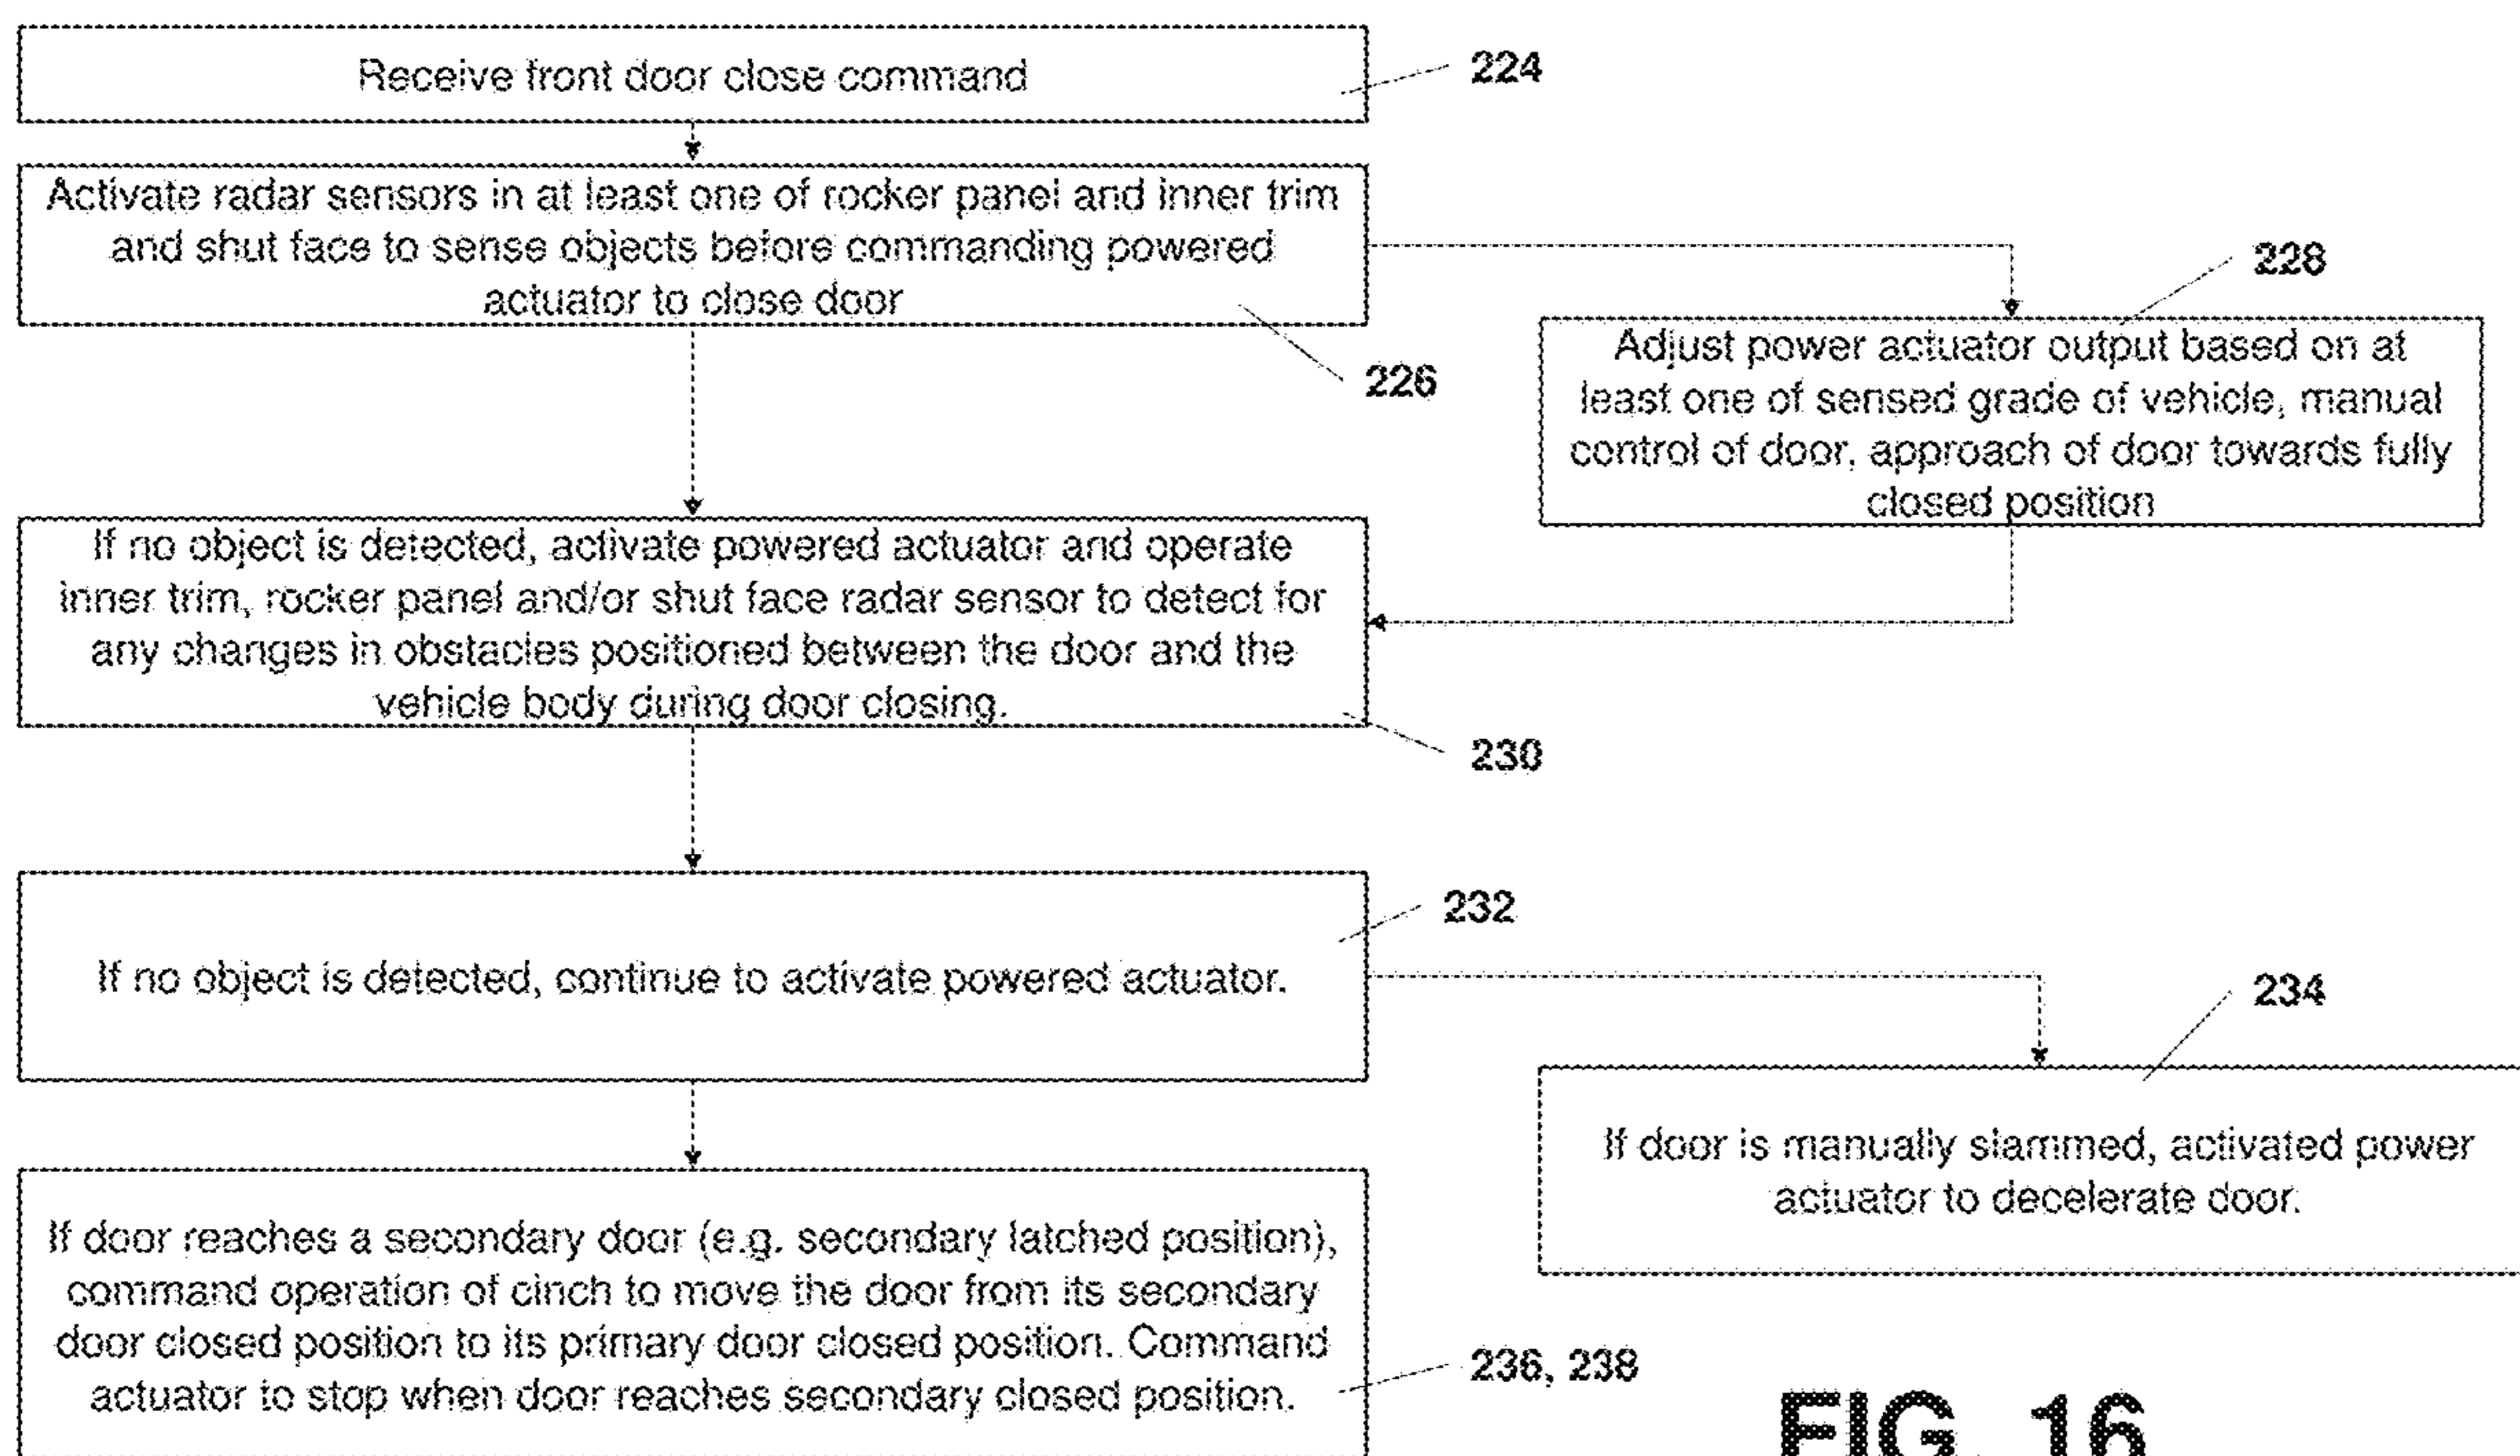 Receive front door close command
224
Activate radar sensors in at least one of rocker panel and inner trim
and shut face to sense objects before commanding powered
actuator to close door
226
228
Adjust power actuator output based on at
least one of sensed grade of vehicle, manual
control of door, approach of door towards fully
closed position
If no object is detected, activate powered actuator and operate
inner trim, rocker panel and/or shut face radar sensor to detect for
any changes in obstacles positioned between the door and the
vehicle body during door closing.
230
232
If no object is detected, continue to activate powered actuator.
234
If door is manually slammed, activated power
actuator to decelerate door.
If door reaches a secondary door (e.g. secondary latched position),
command operation of cinch to move the door from its secondary
door closed position to its primary door closed position. Command
actuator to stop when door reaches secondary closed position.
236, 238
FIG. 16